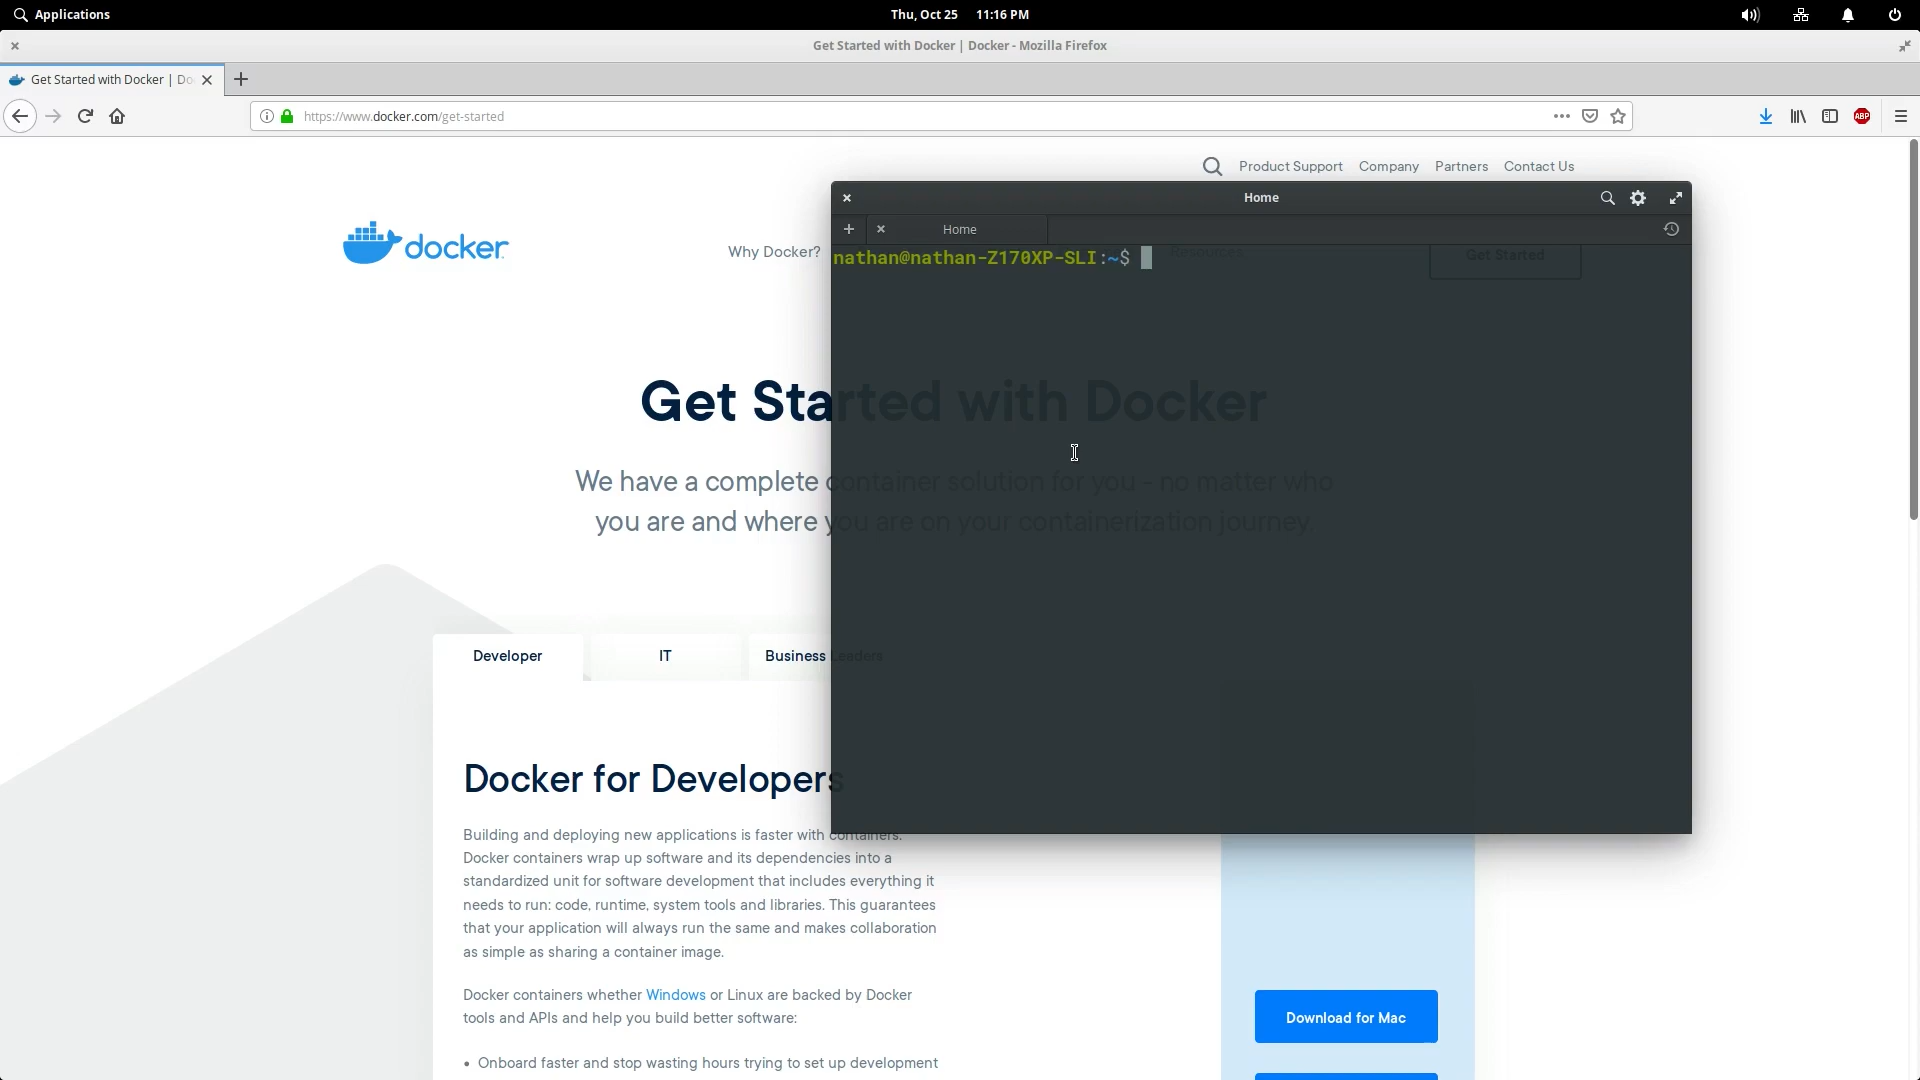 Applications
Thu, Oct 25 11:16 PM
Get Started with Docker | Docker - Mozilla Firefox
Get Started with Docker | Do
https://www.docker.com/get-started
ABP
Product Support Company Partners Contact Us
Home
Home
docker
Why Docker?
Resources
Get Started
nathan@nathan-Z170XP-SLI:~$
Get Started with Docker
We have a complete container solution for you - no matter who
you are and where you are on your containerization journey.
Developer
IT
Business Leaders
Docker for Developers
Building and deploying new applications is faster with containers.
Docker containers wrap up software and its dependencies into a
standardized unit for software development that includes everything it
needs to run: code, runtime, system tools and libraries. This guarantees
that your application will always run the same and makes collaboration
as simple as sharing a container image.
Docker containers whether Windows or Linux are backed by Docker
tools and APIs and help you build better software:
• Onboard faster and stop wasting hours trying to set up development
Download for Mac